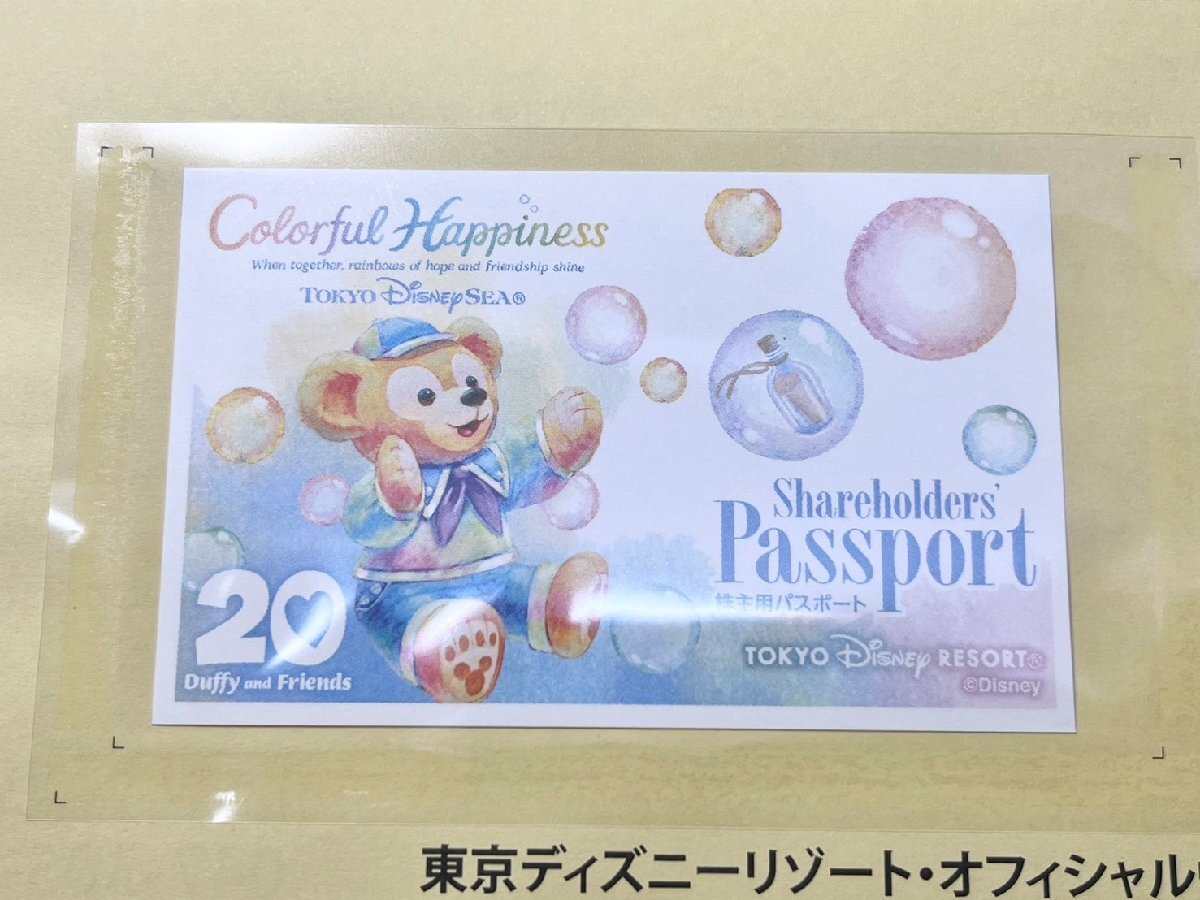 Colorful Happiness
When together, rainbows of hope and friendship shine
TOKYO DISNEY SEA®
Shareholders'
Passport
株主用パスポート
20
Duffy and Friends
TOKYO DISNEY RESORT®
©Disney
東京ディズニーリゾート・オフィシャル